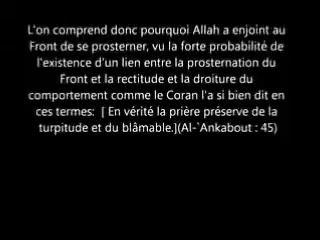 L'on comprend donc pourquoi Allah a enjoint au
Front de se prosterner, vu la forte probabilité de
l'existence d'un lien entre la prosternation du
Front et la rectitude et la droiture du
comportement comme le Coran l'a si bien dit en
ces termes:  [ En vérité la prière préserve de la
turpitude et du blâmable.](Al-`Ankabout : 45)